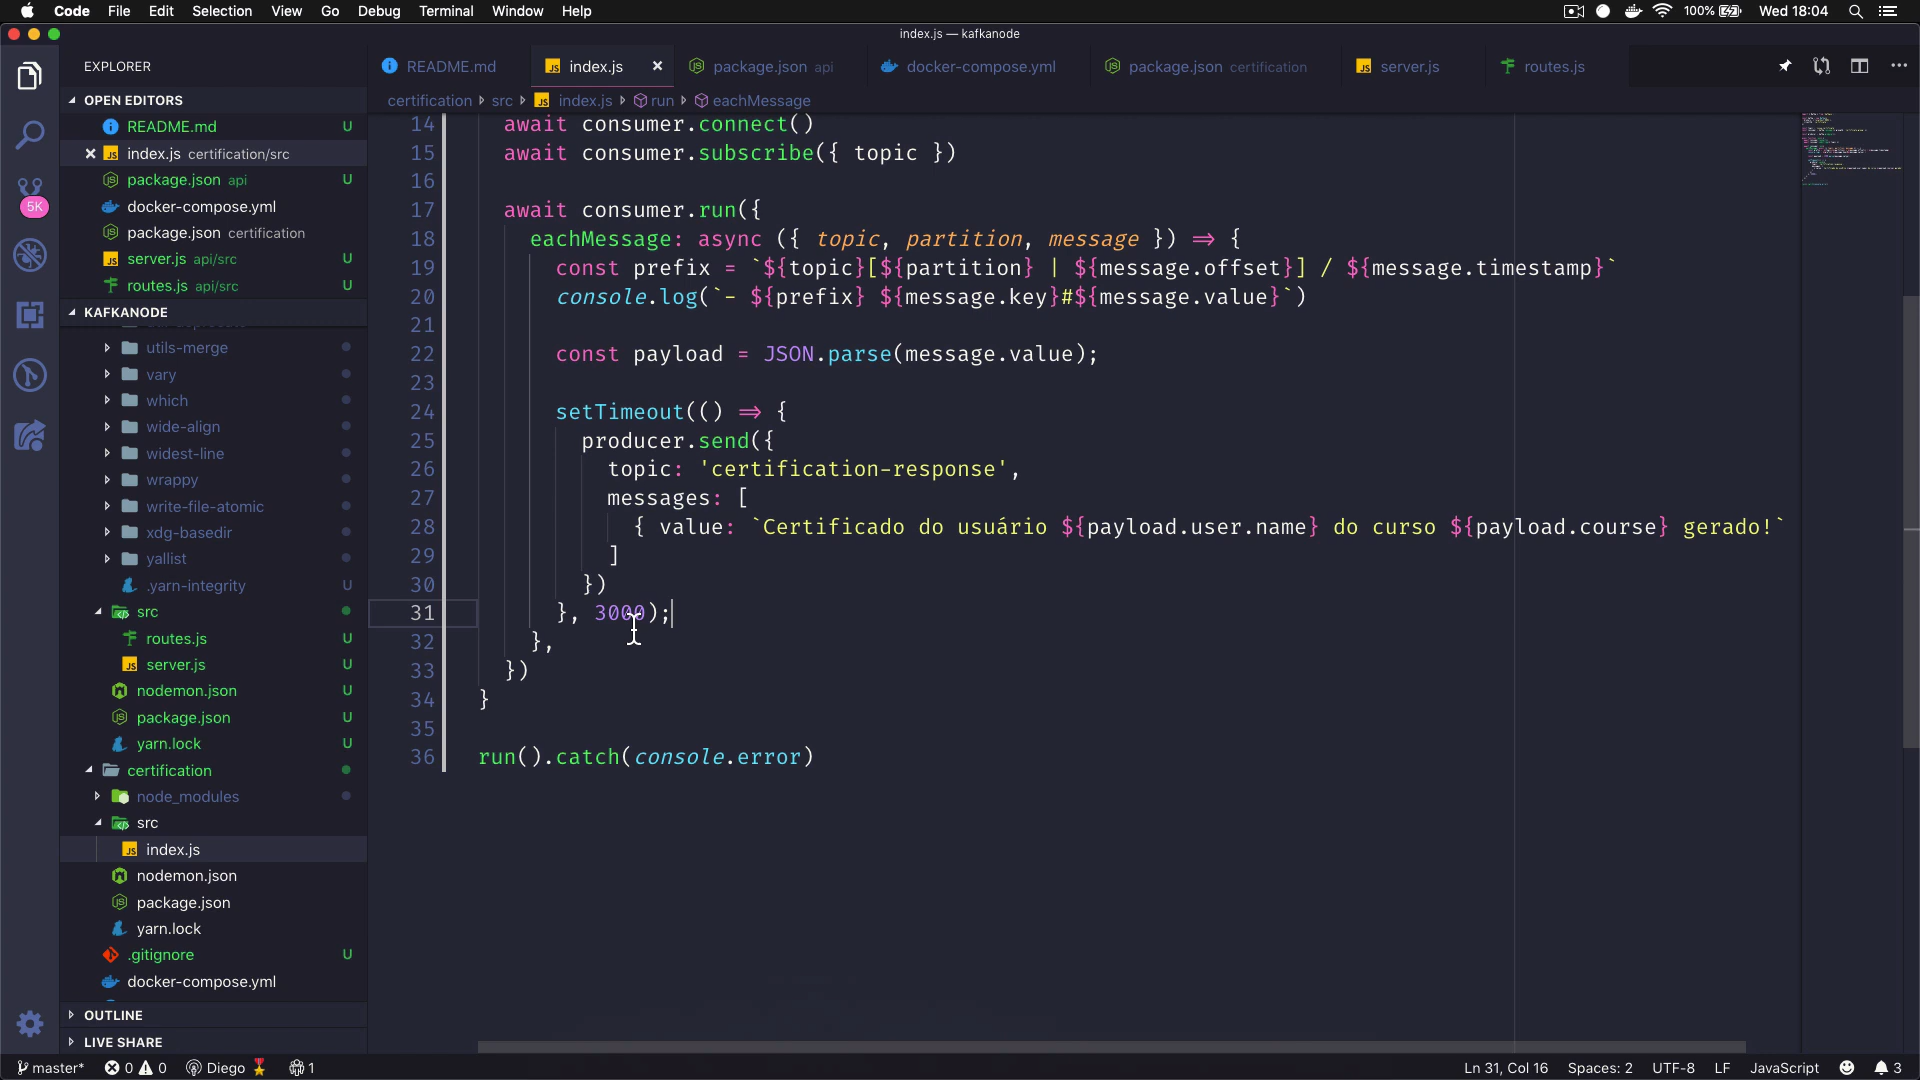 Code File Edit Selection View Go Debug Terminal Window Help 100% Wed 18:04
index.js — kafkanode
EXPLORER
README.md index.js package.json api docker-compose.yml package.json certification server.js routes.js
OPEN EDITORS
certification src index.js run eachMessage
README.md U
index.js certification/src
package.json api U
docker-compose.yml
package.json certification
server.js api/src U
routes.js api/src U
5K
KAFKANODE
utils-merge
vary
which
wide-align
widest-line
wrappy
write-file-atomic
xdg-basedir
yallist
.yarn-integrity U
src
routes.js U
server.js U
nodemon.json U
package.json U
yarn.lock U
certification
node_modules
src
index.js
nodemon.json
package.json
yarn.lock
.gitignore U
docker-compose.yml
OUTLINE
LIVE SHARE
14 await consumer.connect()
15 await consumer.subscribe({ topic })
16
17 await consumer.run({
18 eachMessage: async ({ topic, partition, message }) => {
19 const prefix = `${topic}[${partition} | ${message.offset}] / ${message.timestamp}`
20 console.log(`- ${prefix} ${message.key}#${message.value}`)
21
22 const payload = JSON.parse(message.value);
23
24 setTimeout(() => {
25 producer.send({
26 topic: 'certification-response',
27 messages: [
28 { value: `Certificado do usuário ${payload.user.name} do curso ${payload.course} gerado!`
29 ]
30 })
31 }, 3000);
32 },
33 })
34 }
35
36 run().catch(console.error)
master* 0 0 Diego 1 Ln 31, Col 16 Spaces: 2 UTF-8 LF JavaScript 3